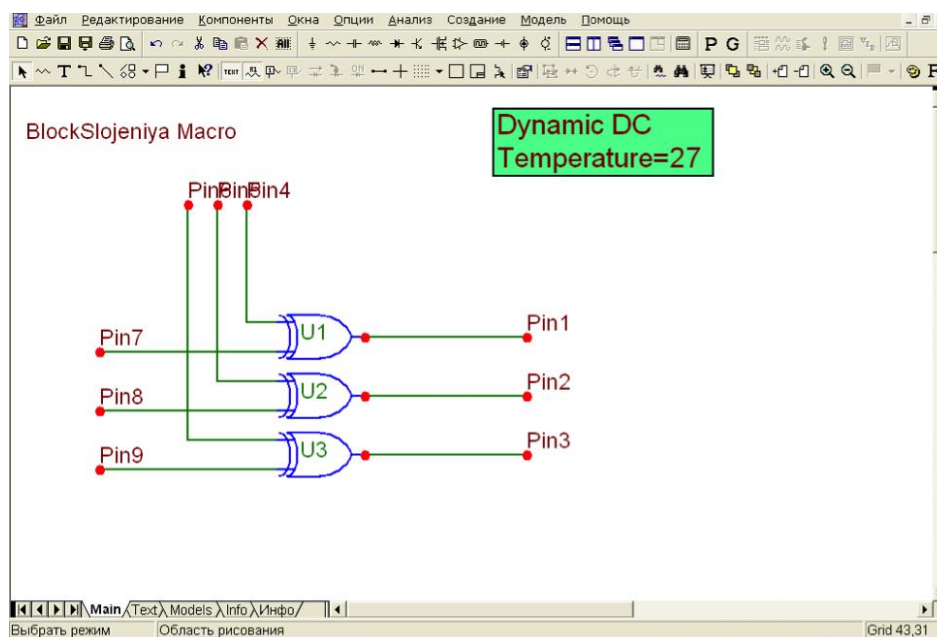 Файл Редактирование Компоненты Окна Опции Анализ Создание Модель Помощь
BlockSlojeniya Macro
Dynamic DC
Temperature=27
Pin4
U1
Pin1
Pin7
U2
Pin2
Pin8
U3
Pin3
Pin9
Main Text Models Info Инфо
Выбрать режим Область рисования Grid 43,31